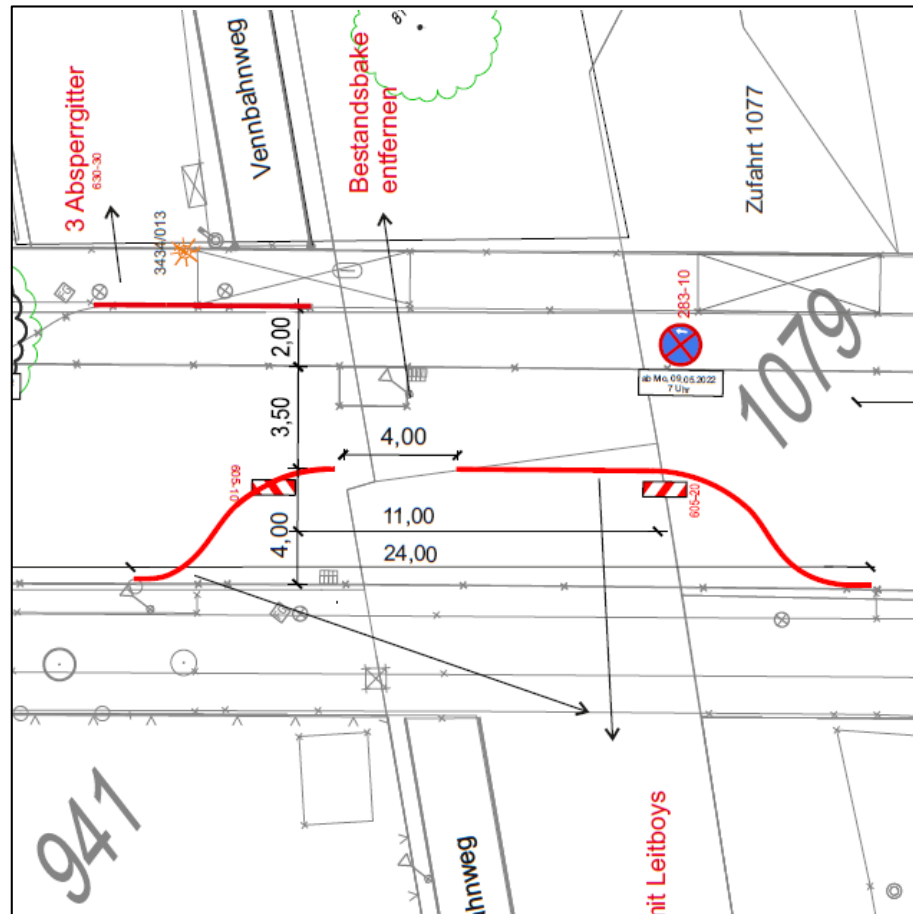 3 Absperrgitter
630-30
Vennbahnweg
Bestandsbake
entfernen
Zufahrt 1077
3434/013
283-10
ab Mo, 09.05.2022
7 Uhr
1079
2,00
3,50
4,00
605-10
605-20
11,00
4,00
24,00
941
ahnweg
mit Leitboys